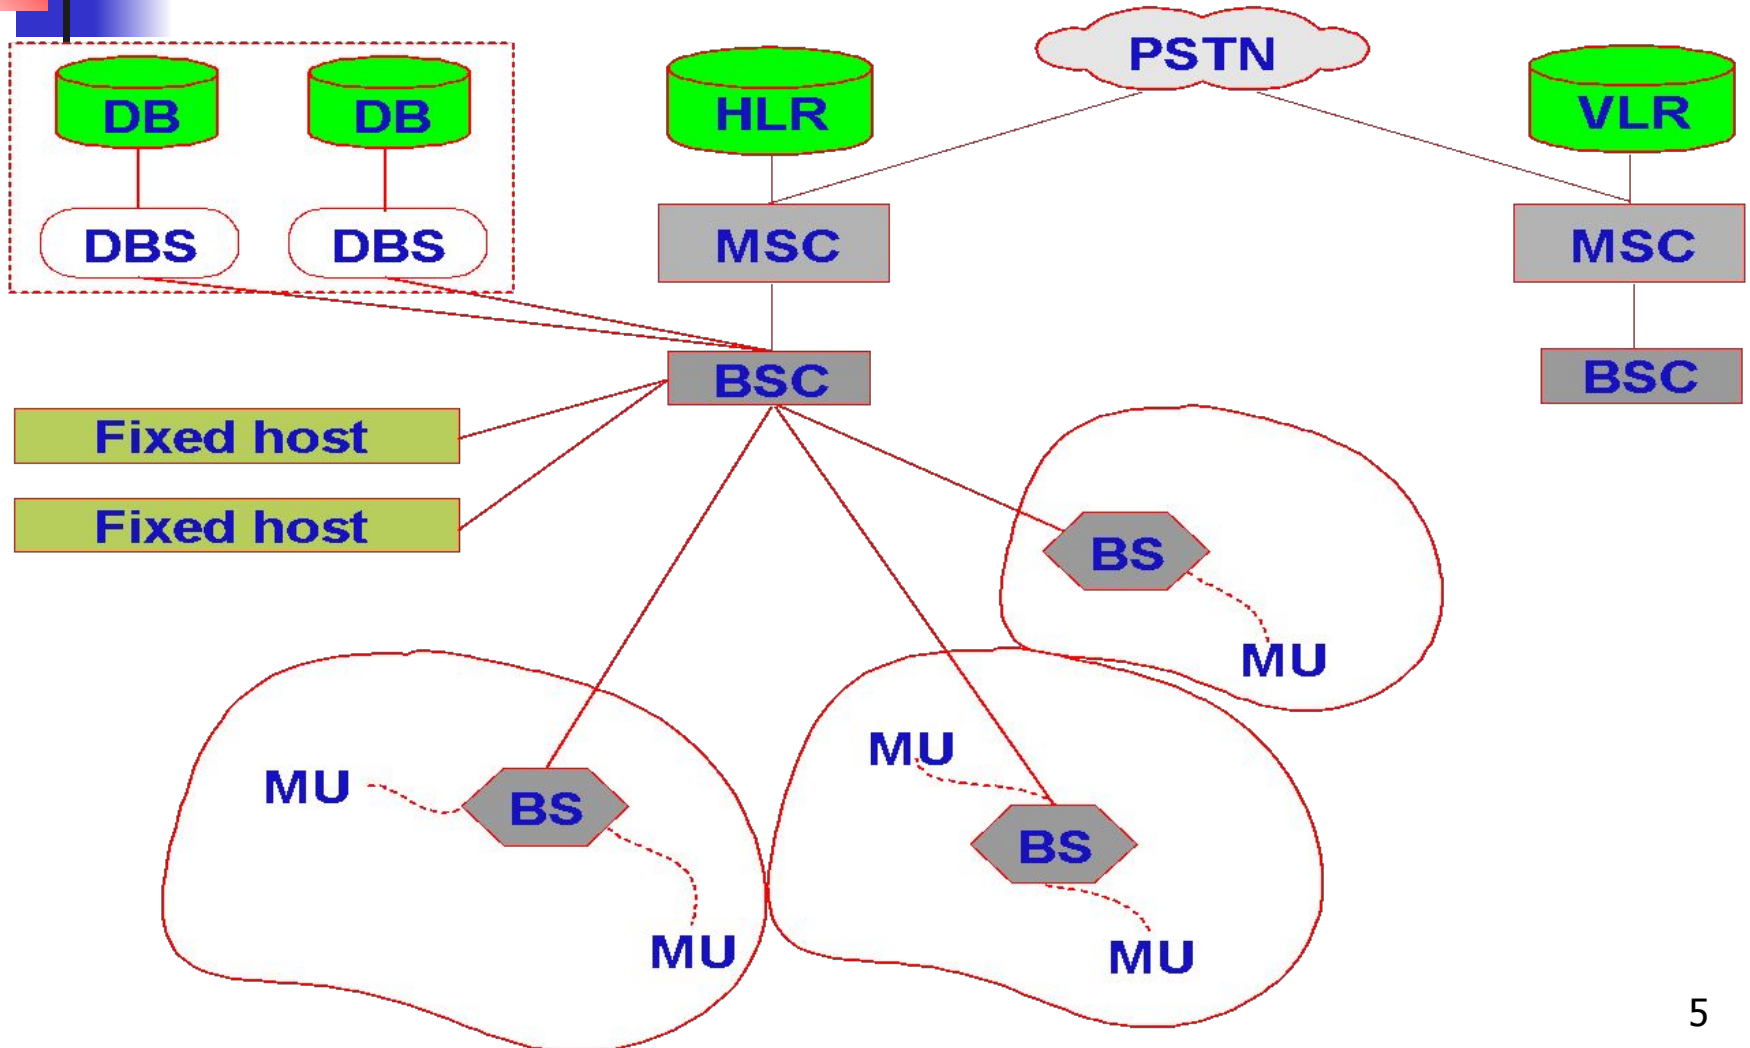 PSTN
DB
DB
HLR
VLR
DBS
DBS
MSC
MSC
BSC
BSC
Fixed host
Fixed host
BS
MU
MU
MU
BS
BS
MU
MU
5